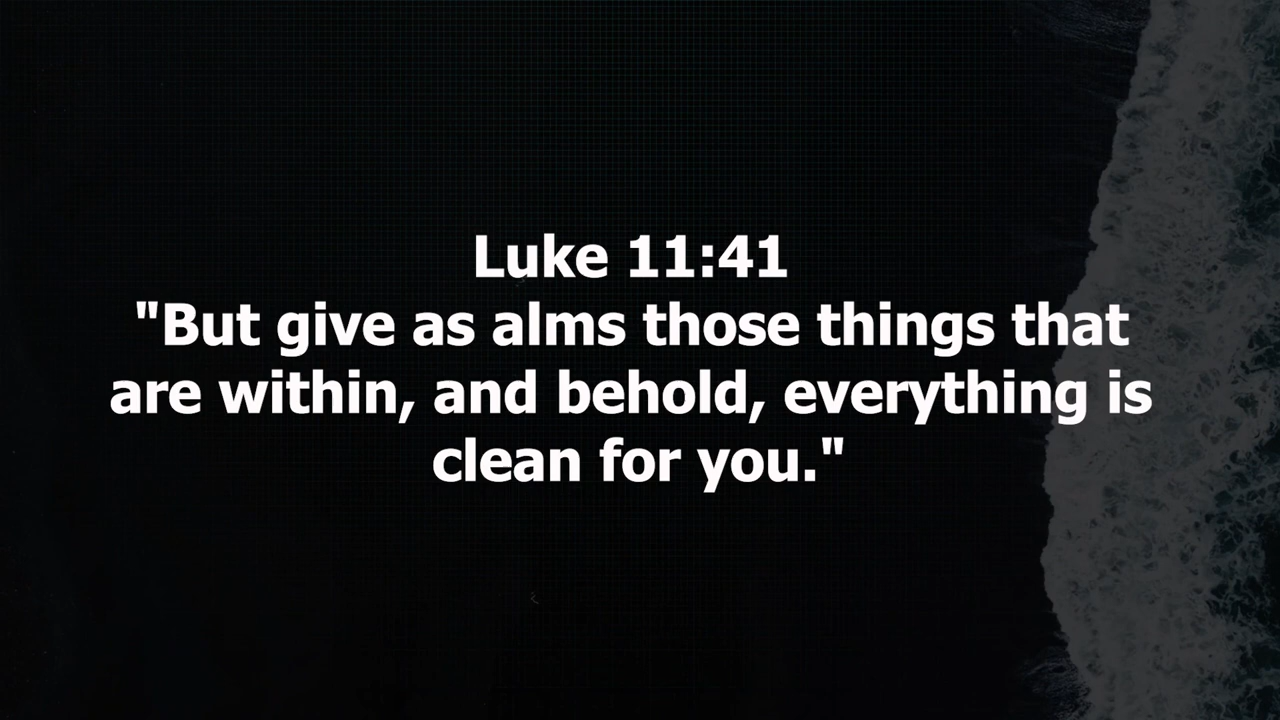 Luke 11:41
"But give as alms those things that
are within, and behold, everything is
clean for you."